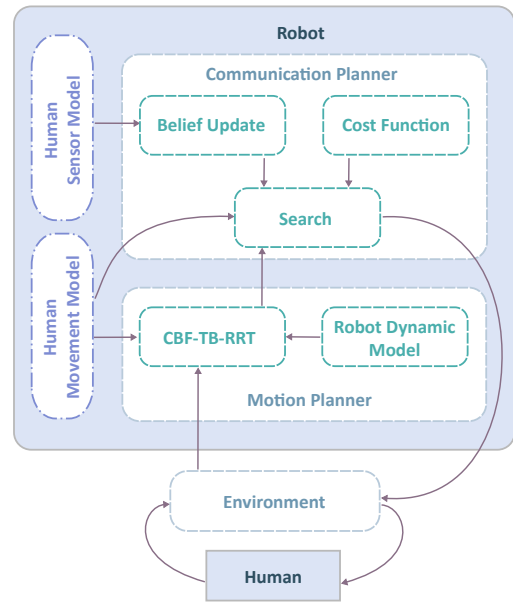 Robot
Human
Sensor Model
Communication Planner
Belief Update
Cost Function
Search
Human
Movement Model
CBF-TB-RRT
Robot Dynamic
Model
Motion Planner
Environment
Human